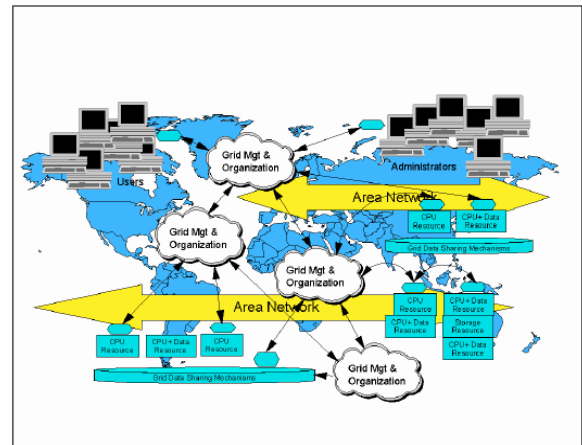 Grid Mgt &
Organization
Users
Administrators
Area Network
CPU
Resource
CPU+ Data
Resource
Grid Data Sharing Mechanisms
Grid Mgt &
Organization
Grid Mgt &
Organization
Area Network
CPU
Resource
CPU+ Data
Resource
CPU+ Data
Resource
Storage
Resource
CPU+ Data
Resource
CPU
Resource
CPU+ Data
Resource
CPU
Resource
Grid Data Sharing Mechanisms
Grid Mgt &
Organization